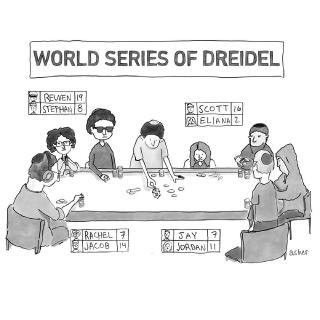 WORLD SERIES OF DREIDEL
REUVEN 19
STEPHAN 8
SCOTT 16
ELIANA 2
RACHEL 7
JACOB 14
JAY 7
JORDAN 11
asher